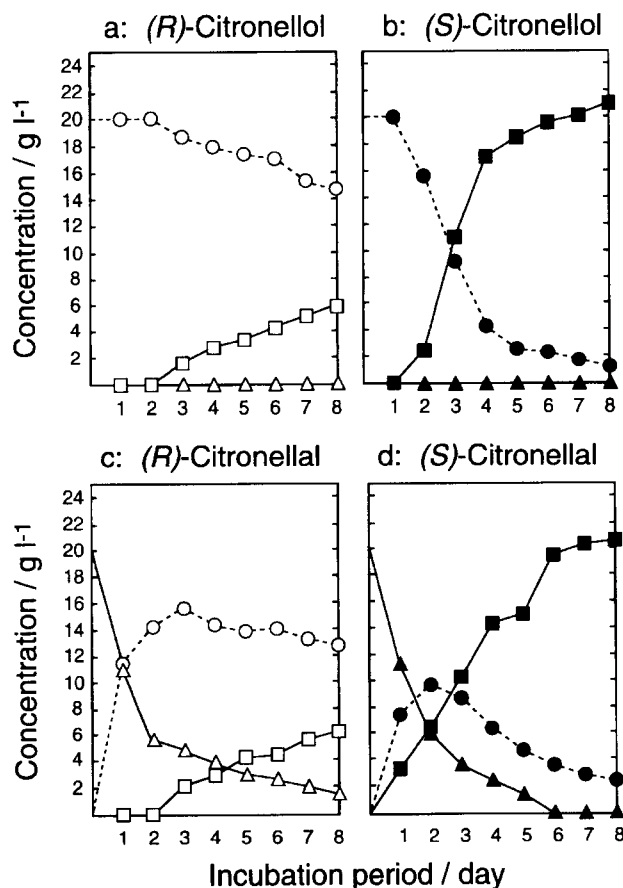 a: (R)-Citronellol
b: (S)-Citronellol
24
22
20
18
16
14
12
10
8
6
4
2
1 2 3 4 5 6 7 8
1 2 3 4 5 6 7 8
Concentration / g l-1
c: (R)-Citronellal
d: (S)-Citronellal
24
22
20
18
16
14
12
10
8
6
4
2
1 2 3 4 5 6 7 8
1 2 3 4 5 6 7 8
Concentration / g l-1
Incubation period / day